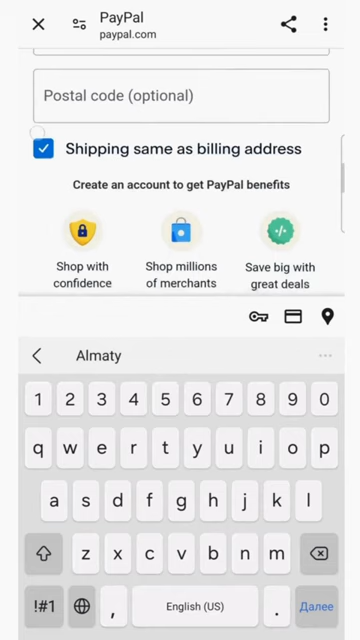 PayPal
paypal.com
Postal code (optional)
Shipping same as billing address
Create an account to get PayPal benefits
Shop with confidence
Shop millions of merchants
Save big with great deals
Almaty
1 2 3 4 5 6 7 8 9 0
q w e r t y u i o p
a s d f g h j k l
z x c v b n m
!#1 , English (US) . Далее